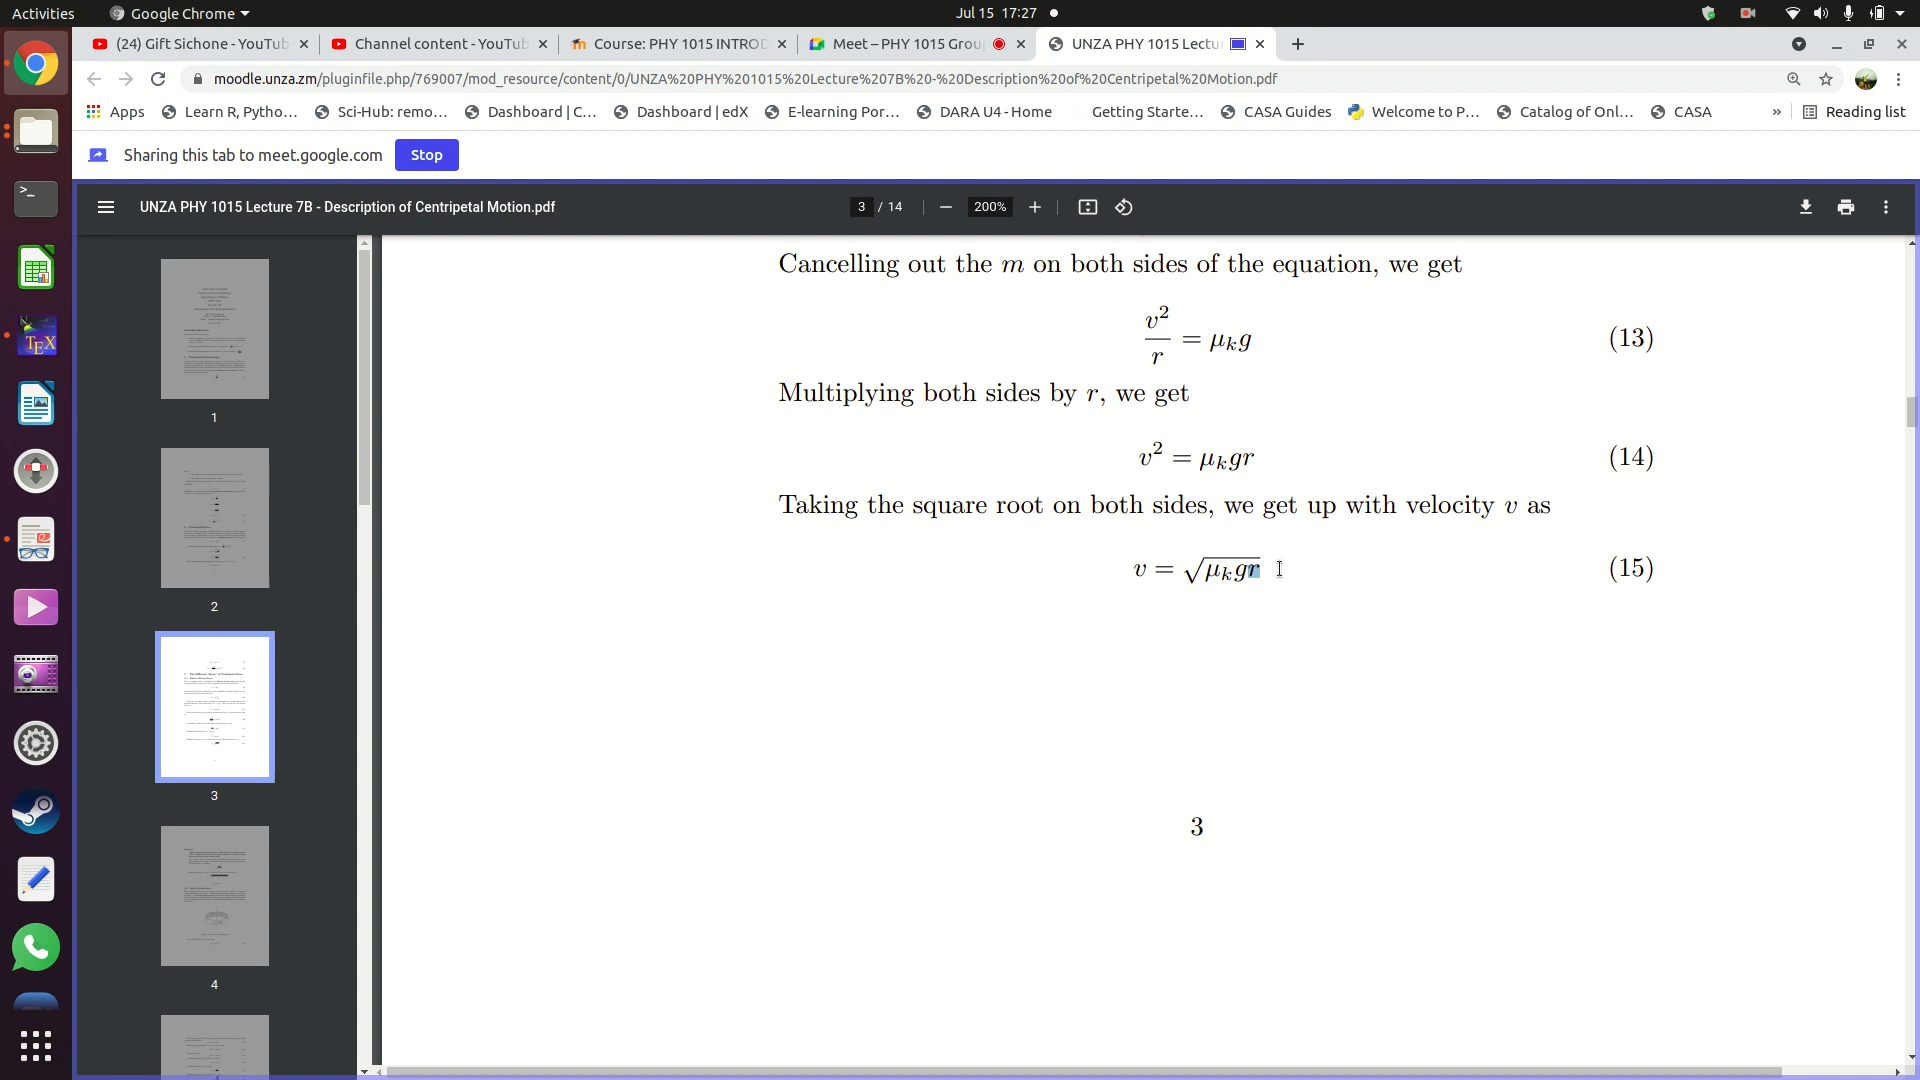 Activities
Google Chrome
Jul 15 17:27
(24) Gift Sichone - YouTub
Channel content - YouTub
Course: PHY 1015 INTROD
Meet – PHY 1015 Grou
UNZA PHY 1015 Lectur
moodle.unza.zm/pluginfile.php/769007/mod_resource/content/0/UNZA%20PHY%201015%20Lecture%207B%20-%20Description%20of%20Centripetal%20Motion.pdf
Apps
Learn R, Pytho...
Sci-Hub: remo...
Dashboard | C...
Dashboard | edX
E-learning Por...
DARA U4 - Home
Getting Starte...
CASA Guides
Welcome to P...
Catalog of Onl...
CASA
»
Reading list
Sharing this tab to meet.google.com
Stop
UNZA PHY 1015 Lecture 7B - Description of Centripetal Motion.pdf
3 / 14
200%
1
2
3
4
Cancelling out the m on both sides of the equation, we get
v²/r = μₖg (13)
Multiplying both sides by r, we get
v² = μₖgr (14)
Taking the square root on both sides, we get up with velocity v as
v = √μₖgr (15)
3